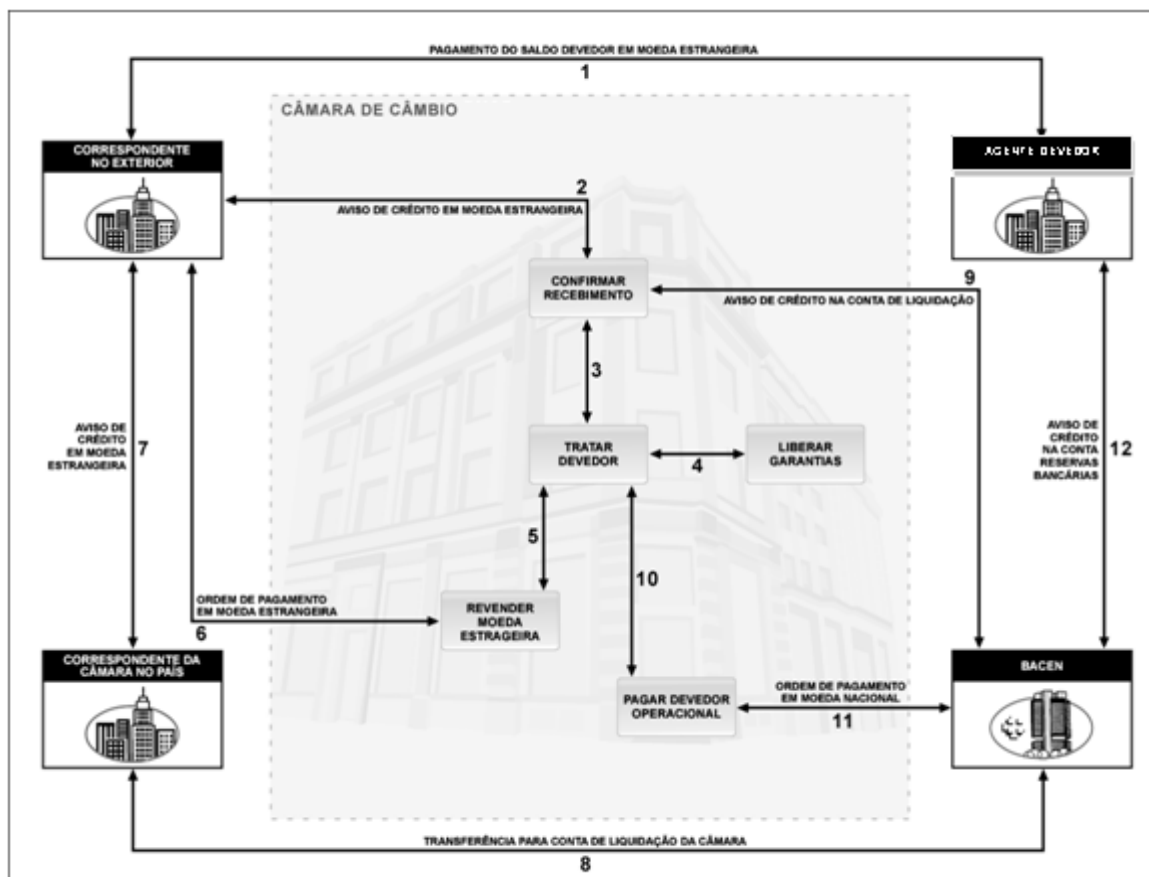 PAGAMENTO DO SALDO DEVEDOR EM MOEDA ESTRANGEIRA
1
CÂMARA DE CÂMBIO
CORRESPONDENTE
NO EXTERIOR
AGENTE DEVEDOR
2
AVISO DE CRÉDITO EM MOEDA ESTRANGEIRA
CONFIRMAR
RECEBIMENTO
9
AVISO DE CRÉDITO NA CONTA DE LIQUIDAÇÃO
3
AVISO DE
CRÉDITO
EM MOEDA
ESTRANGEIRA
7
TRATAR
DEVEDOR
4
LIBERAR
GARANTIAS
AVISO DE
CRÉDITO
NA CONTA
RESERVAS
BANCÁRIAS
12
5
10
ORDEM DE PAGAMENTO
EM MOEDA ESTRANGEIRA
6
REVENDER
MOEDA
ESTRAGEIRA
CORRESPONDENTE DA
CÂMARA NO PAÍS
BACEN
PAGAR DEVEDOR
OPERACIONAL
ORDEM DE PAGAMENTO
EM MOEDA NACIONAL
11
TRANSFERÊNCIA PARA CONTA DE LIQUIDAÇÃO DA CÂMARA
8